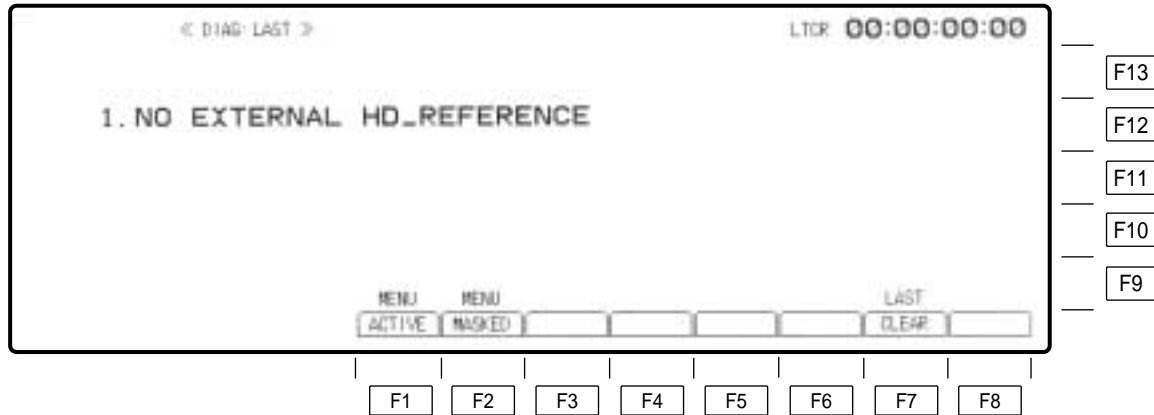 ≪ DIAG:LAST ≫ LTCR 00:00:00:00
1. NO EXTERNAL HD_REFERENCE
MENU MENU LAST
ACTIVE MASKED CLEAR
F13
F12
F11
F10
F9
F1 F2 F3 F4 F5 F6 F7 F8